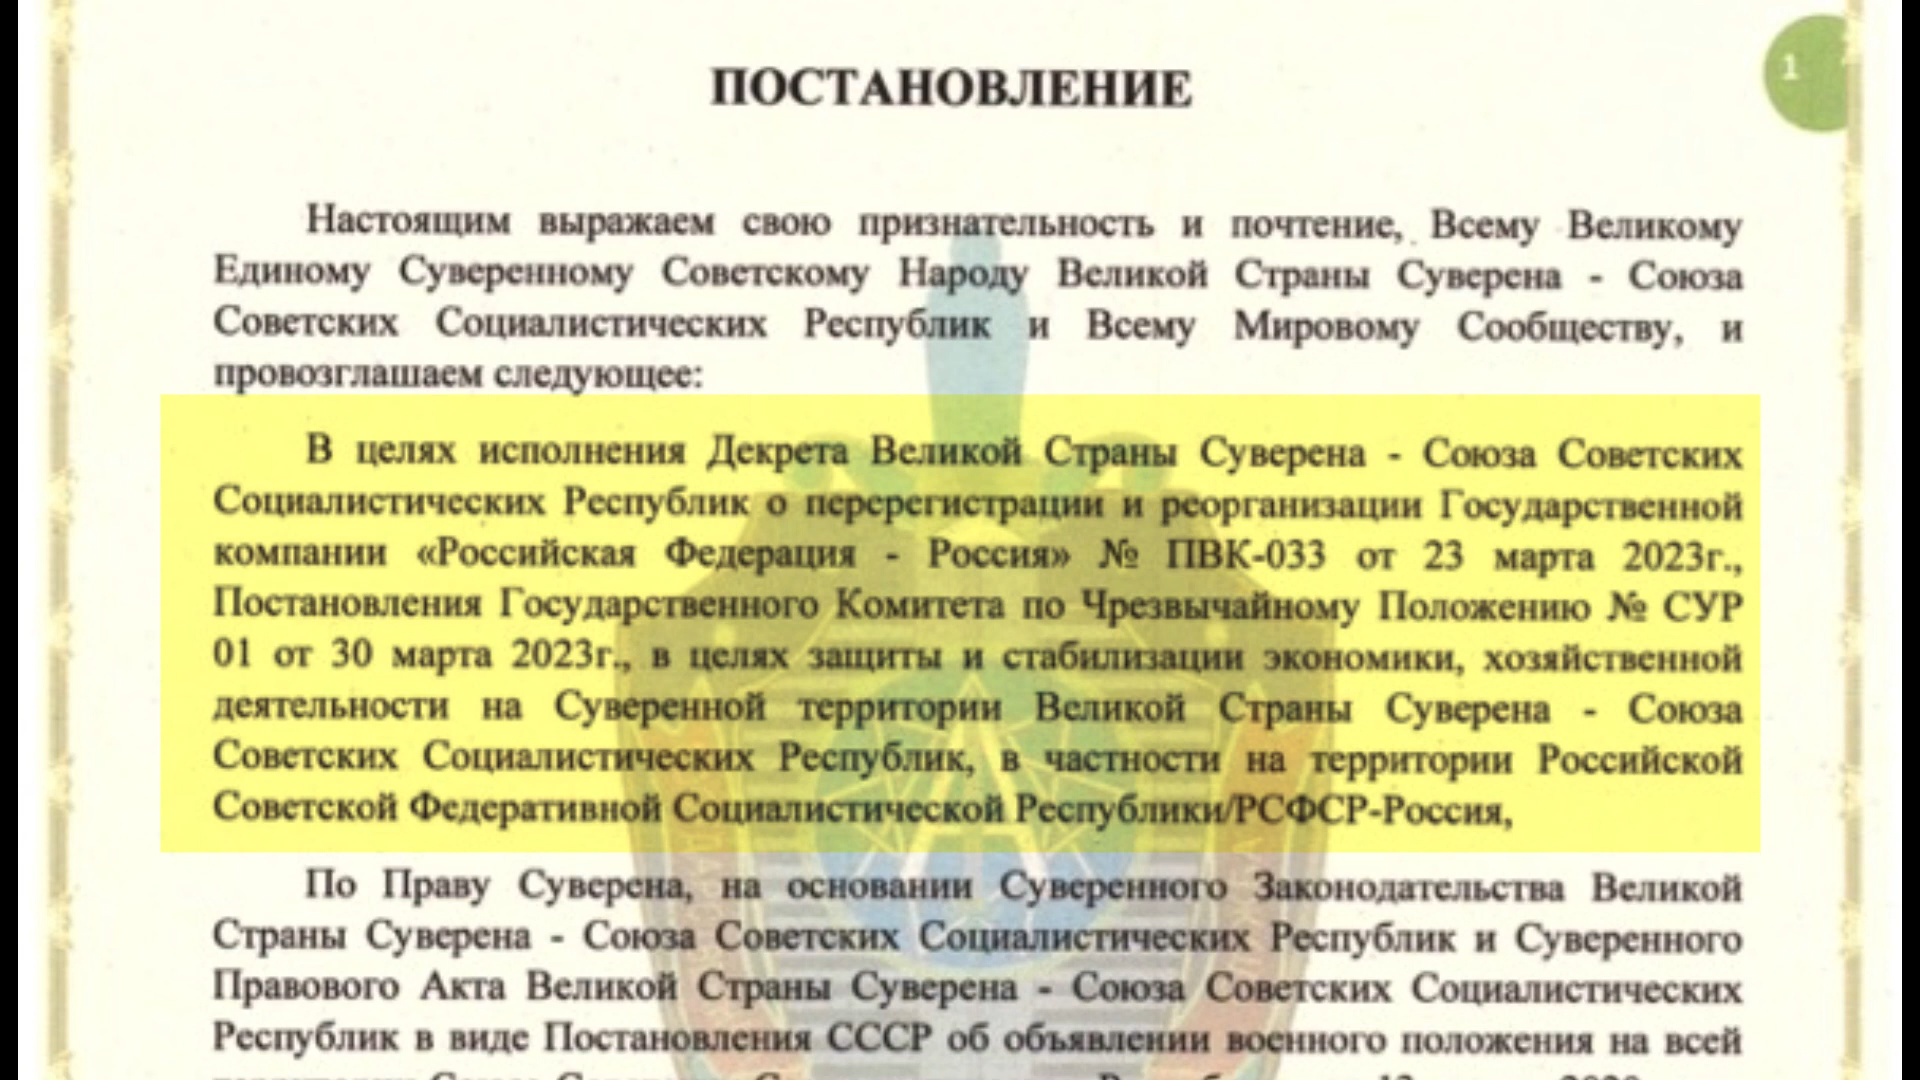 1
ПОСТАНОВЛЕНИЕ
Настоящим выражаем свою признательность и почтение, Всему Великому
Единому Суверенному Советскому Народу Великой Страны Суверена - Союза
Советских Социалистических Республик и Всему Мировому Сообществу, и
провозглашаем следующее:
В целях исполнения Декрета Великой Страны Суверена - Союза Советских
Социалистических Республик о перерегистрации и реорганизации Государственной
компании «Российская Федерация - Россия» № ПВК-033 от 23 марта 2023г.,
Постановления Государственного Комитета по Чрезвычайному Положению № СУР
01 от 30 марта 2023г., в целях защиты и стабилизации экономики, хозяйственной
деятельности на Суверенной территории Великой Страны Суверена - Союза
Советских Социалистических Республик, в частности на территории Российской
Советской Федеративной Социалистической Республики/РСФСР-Россия,
По Праву Суверена, на основании Суверенного Законодательства Великой
Страны Суверена - Союза Советских Социалистических Республик и Суверенного
Правового Акта Великой Страны Суверена - Союза Советских Социалистических
Республик в виде Постановления СССР об объявлении военного положения на всей